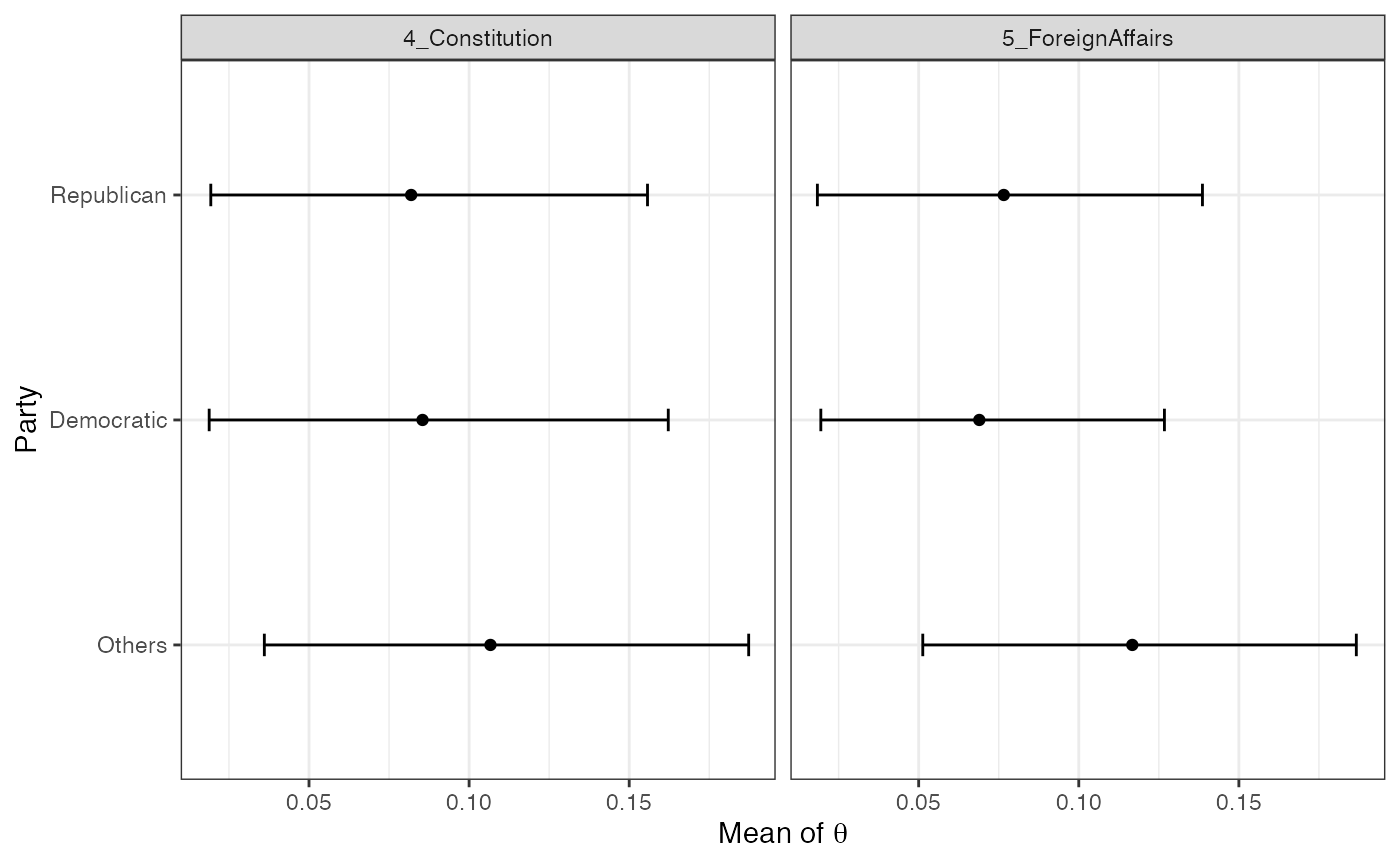 4_Constitution
5_ForeignAffairs
Party
Republican
Democratic
Others
0.05 0.10 0.15
0.05 0.10 0.15
Mean of θ